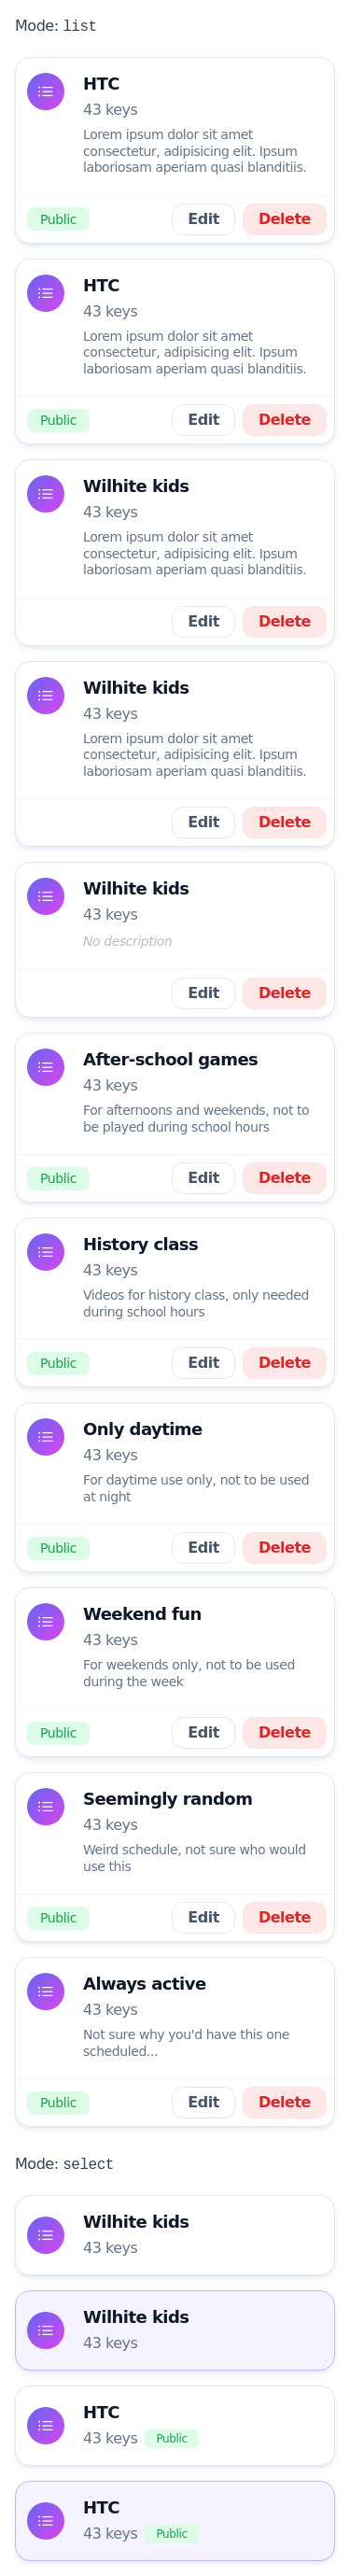 Mode: list
HTC
43 keys
Lorem ipsum dolor sit amet
consectetur, adipisicing elit. Ipsum
laboriosam aperiam quasi blanditiis.
Public Edit Delete
HTC
43 keys
Lorem ipsum dolor sit amet
consectetur, adipisicing elit. Ipsum
laboriosam aperiam quasi blanditiis.
Public Edit Delete
Wilhite kids
43 keys
Lorem ipsum dolor sit amet
consectetur, adipisicing elit. Ipsum
laboriosam aperiam quasi blanditiis.
Edit Delete
Wilhite kids
43 keys
Lorem ipsum dolor sit amet
consectetur, adipisicing elit. Ipsum
laboriosam aperiam quasi blanditiis.
Edit Delete
Wilhite kids
43 keys
No description
Edit Delete
After-school games
43 keys
For afternoons and weekends, not to
be played during school hours
Public Edit Delete
History class
43 keys
Videos for history class, only needed
during school hours
Public Edit Delete
Only daytime
43 keys
For daytime use only, not to be used
at night
Public Edit Delete
Weekend fun
43 keys
For weekends only, not to be used
during the week
Public Edit Delete
Seemingly random
43 keys
Weird schedule, not sure who would
use this
Public Edit Delete
Always active
43 keys
Not sure why you'd have this one
scheduled...
Public Edit Delete
Mode: select
Wilhite kids
43 keys
Wilhite kids
43 keys
HTC
43 keys Public
HTC
43 keys Public